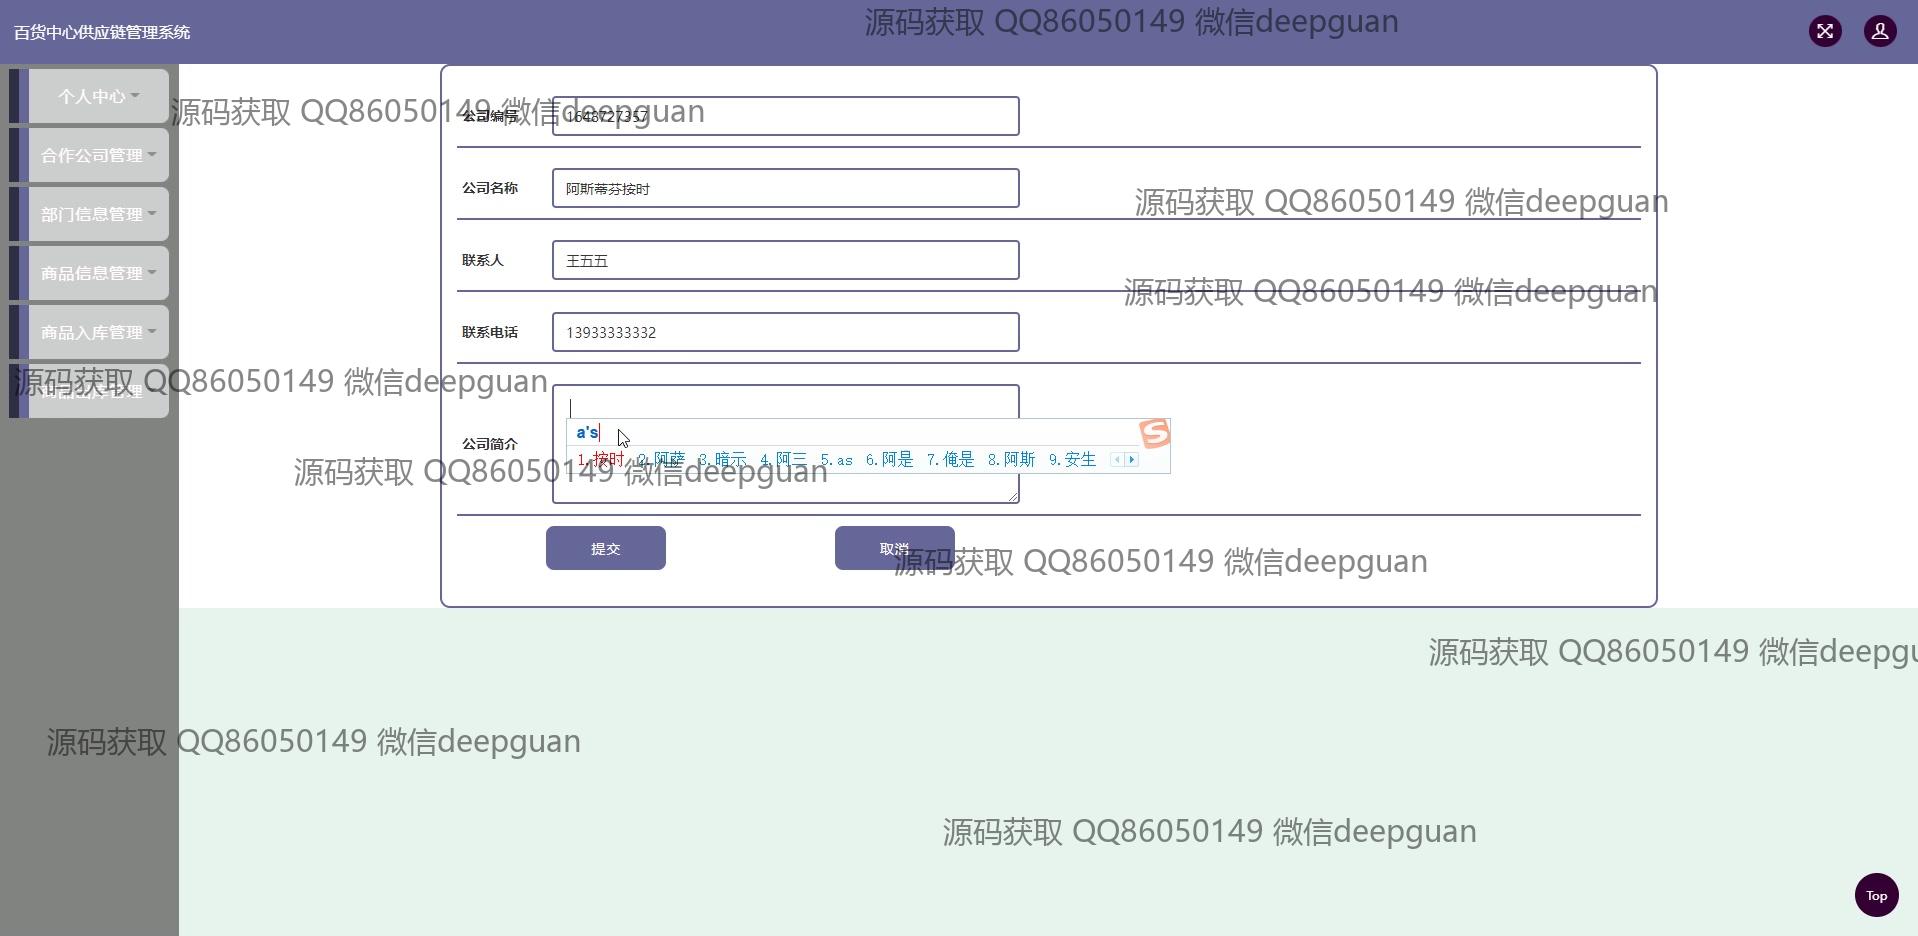 百货中心供应链管理系统
源码获取 QQ86050149 微信deepguan
个人中心
源码获取 QQ86050149 微信deepguan
公司编号
1648727357
合作公司管理
公司名称
阿斯蒂芬按时
源码获取 QQ86050149 微信deepguan
部门信息管理
联系人
王五五
商品信息管理
源码获取 QQ86050149 微信deepguan
商品入库管理
联系电话
13933333332
源码获取 QQ86050149 微信deepguan
商品出库管理
公司简介
a's
1.按时 2.阿萨 3.暗示 4.阿三 5.as 6.阿是 7.俺是 8.阿斯 9.安生
源码获取 QQ86050149 微信deepguan
提交
取消
源码获取 QQ86050149 微信deepguan
源码获取 QQ86050149 微信deepgu
源码获取 QQ86050149 微信deepguan
源码获取 QQ86050149 微信deepguan
Top